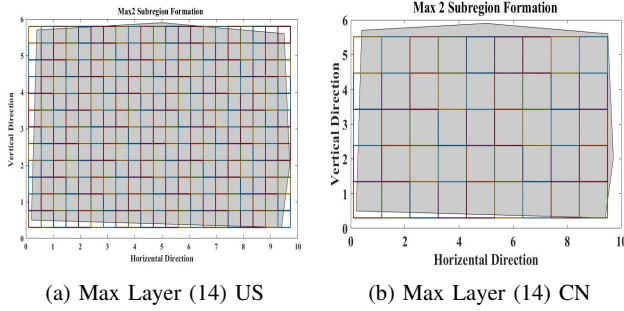 Max2 Subregion Formation
6
5
4
3
2
1
0
Vertical Direction
0 1 2 3 4 5 6 7 8 9 10
Horizental Direction
(a) Max Layer (14) US
Max 2 Subregion Formation
6
5
4
3
2
1
0
Vertical Direction
0 2 4 6 8 10
Horizental Direction
(b) Max Layer (14) CN